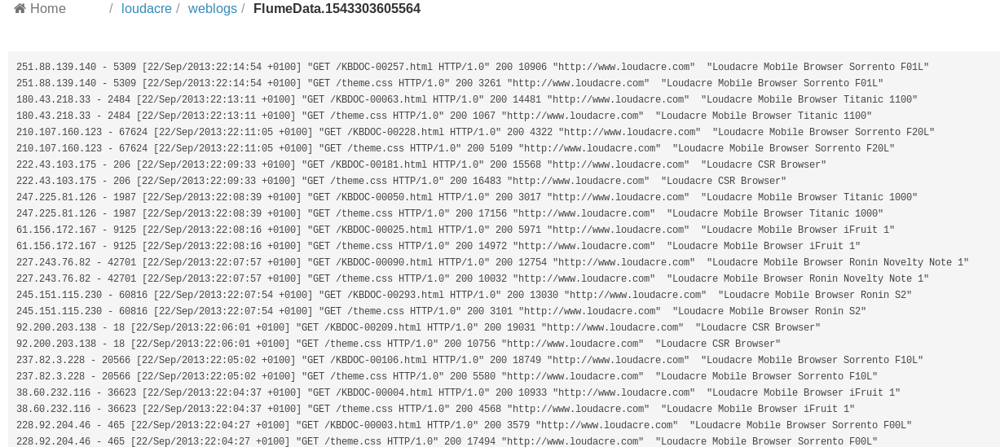 Home / loudacre / weblogs / FlumeData.1543303605564
251.88.139.140 - 5309 [22/Sep/2013:22:14:54 +0100] "GET /KBDOC-00257.html HTTP/1.0" 200 10906 "http://www.loudacre.com"  "Loudacre Mobile Browser Sorrento F01L"
251.88.139.140 - 5309 [22/Sep/2013:22:14:54 +0100] "GET /theme.css HTTP/1.0" 200 3261 "http://www.loudacre.com"  "Loudacre Mobile Browser Sorrento F01L"
180.43.218.33 - 2484 [22/Sep/2013:22:13:11 +0100] "GET /KBDOC-00063.html HTTP/1.0" 200 14481 "http://www.loudacre.com"  "Loudacre Mobile Browser Titanic 1100"
180.43.218.33 - 2484 [22/Sep/2013:22:13:11 +0100] "GET /theme.css HTTP/1.0" 200 1067 "http://www.loudacre.com"  "Loudacre Mobile Browser Titanic 1100"
210.107.160.123 - 67624 [22/Sep/2013:22:11:05 +0100] "GET /KBDOC-00228.html HTTP/1.0" 200 4322 "http://www.loudacre.com"  "Loudacre Mobile Browser Sorrento F20L"
210.107.160.123 - 67624 [22/Sep/2013:22:11:05 +0100] "GET /theme.css HTTP/1.0" 200 5109 "http://www.loudacre.com"  "Loudacre Mobile Browser Sorrento F20L"
222.43.103.175 - 206 [22/Sep/2013:22:09:33 +0100] "GET /KBDOC-00181.html HTTP/1.0" 200 15568 "http://www.loudacre.com"  "Loudacre CSR Browser"
222.43.103.175 - 206 [22/Sep/2013:22:09:33 +0100] "GET /theme.css HTTP/1.0" 200 16483 "http://www.loudacre.com"  "Loudacre CSR Browser"
247.225.81.126 - 1987 [22/Sep/2013:22:08:39 +0100] "GET /KBDOC-00050.html HTTP/1.0" 200 3017 "http://www.loudacre.com"  "Loudacre Mobile Browser Titanic 1000"
247.225.81.126 - 1987 [22/Sep/2013:22:08:39 +0100] "GET /theme.css HTTP/1.0" 200 17156 "http://www.loudacre.com"  "Loudacre Mobile Browser Titanic 1000"
61.156.172.167 - 9125 [22/Sep/2013:22:08:16 +0100] "GET /KBDOC-00025.html HTTP/1.0" 200 5971 "http://www.loudacre.com"  "Loudacre Mobile Browser iFruit 1"
61.156.172.167 - 9125 [22/Sep/2013:22:08:16 +0100] "GET /theme.css HTTP/1.0" 200 14972 "http://www.loudacre.com"  "Loudacre Mobile Browser iFruit 1"
227.243.76.82 - 42701 [22/Sep/2013:22:07:57 +0100] "GET /KBDOC-00090.html HTTP/1.0" 200 12754 "http://www.loudacre.com"  "Loudacre Mobile Browser Ronin Novelty Note 1"
227.243.76.82 - 42701 [22/Sep/2013:22:07:57 +0100] "GET /theme.css HTTP/1.0" 200 10032 "http://www.loudacre.com"  "Loudacre Mobile Browser Ronin Novelty Note 1"
245.151.115.230 - 60816 [22/Sep/2013:22:07:54 +0100] "GET /KBDOC-00293.html HTTP/1.0" 200 13030 "http://www.loudacre.com"  "Loudacre Mobile Browser Ronin S2"
245.151.115.230 - 60816 [22/Sep/2013:22:07:54 +0100] "GET /theme.css HTTP/1.0" 200 3101 "http://www.loudacre.com"  "Loudacre Mobile Browser Ronin S2"
92.200.203.138 - 18 [22/Sep/2013:22:06:01 +0100] "GET /KBDOC-00209.html HTTP/1.0" 200 19031 "http://www.loudacre.com"  "Loudacre CSR Browser"
92.200.203.138 - 18 [22/Sep/2013:22:06:01 +0100] "GET /theme.css HTTP/1.0" 200 10756 "http://www.loudacre.com"  "Loudacre CSR Browser"
237.82.3.228 - 20566 [22/Sep/2013:22:05:02 +0100] "GET /KBDOC-00106.html HTTP/1.0" 200 18749 "http://www.loudacre.com"  "Loudacre Mobile Browser Sorrento F10L"
237.82.3.228 - 20566 [22/Sep/2013:22:05:02 +0100] "GET /theme.css HTTP/1.0" 200 5580 "http://www.loudacre.com"  "Loudacre Mobile Browser Sorrento F10L"
38.60.232.116 - 36623 [22/Sep/2013:22:04:37 +0100] "GET /KBDOC-00004.html HTTP/1.0" 200 10933 "http://www.loudacre.com"  "Loudacre Mobile Browser iFruit 1"
38.60.232.116 - 36623 [22/Sep/2013:22:04:37 +0100] "GET /theme.css HTTP/1.0" 200 4568 "http://www.loudacre.com"  "Loudacre Mobile Browser iFruit 1"
228.92.204.46 - 465 [22/Sep/2013:22:04:27 +0100] "GET /KBDOC-00003.html HTTP/1.0" 200 3579 "http://www.loudacre.com"  "Loudacre Mobile Browser Sorrento F00L"
228.92.204.46 - 465 [22/Sep/2013:22:04:27 +0100] "GET /theme.css HTTP/1.0" 200 17494 "http://www.loudacre.com"  "Loudacre Mobile Browser Sorrento F00L"